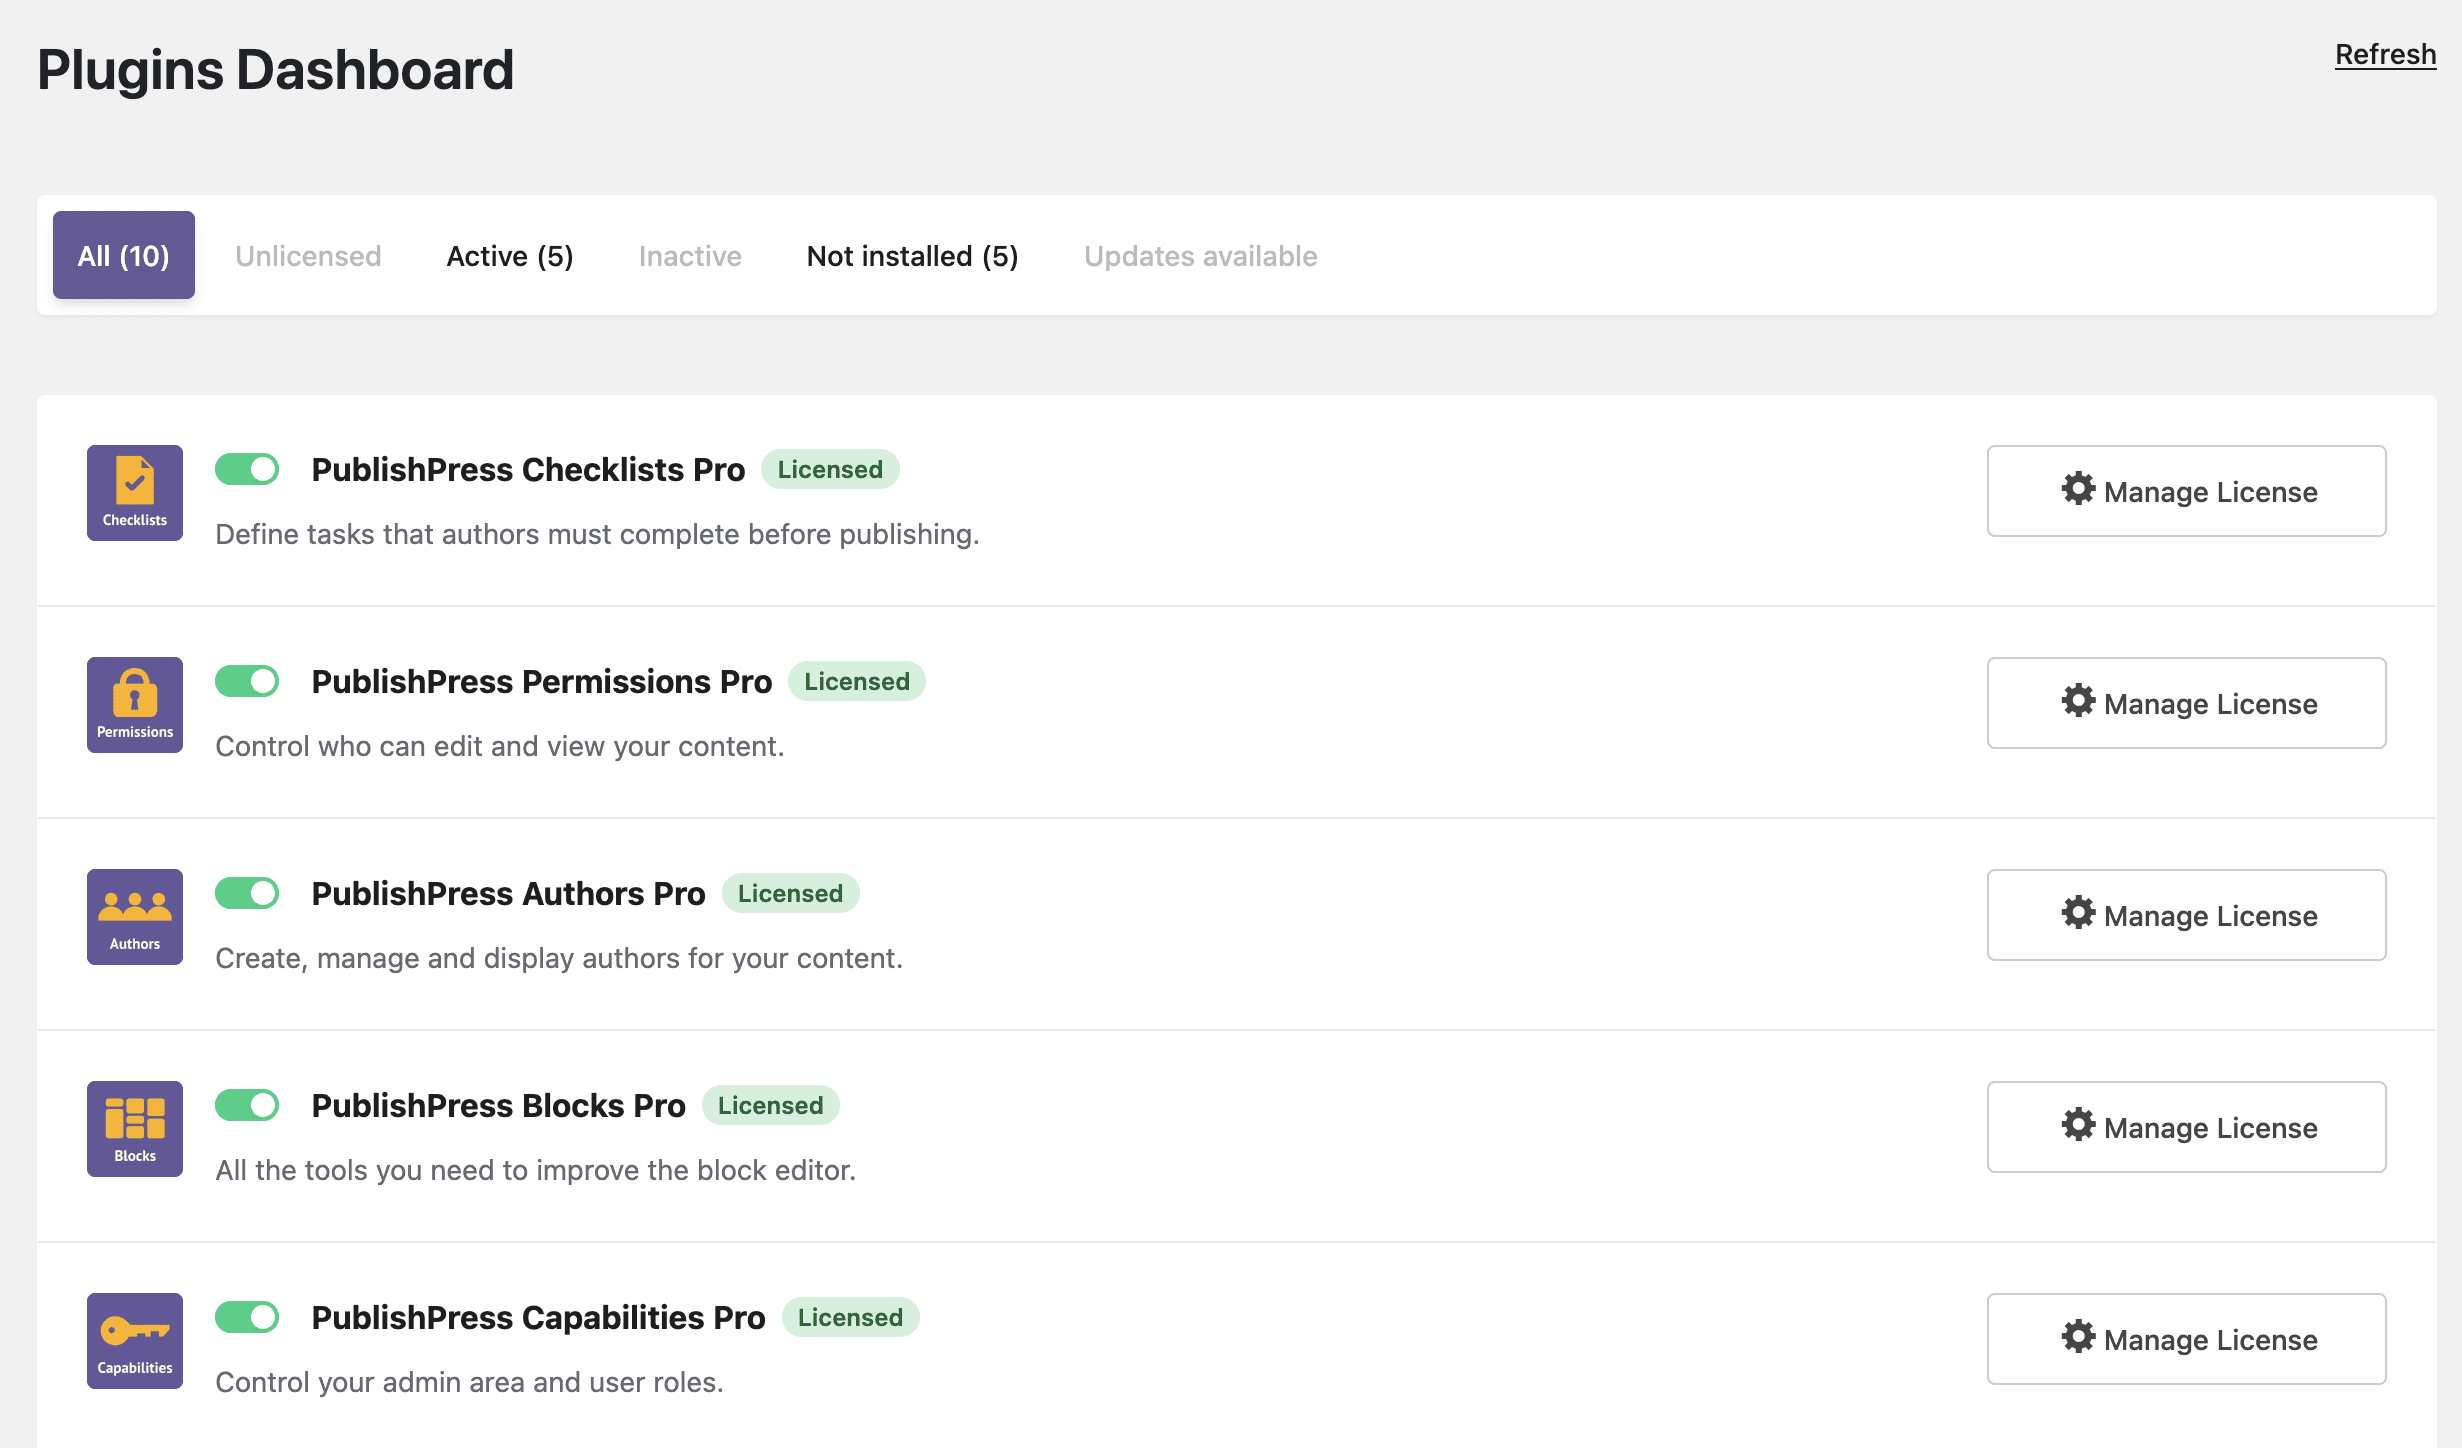 Plugins Dashboard
Refresh
All (10) Unlicensed Active (5) Inactive Not installed (5) Updates available
Checklists
PublishPress Checklists Pro Licensed
Define tasks that authors must complete before publishing.
Manage License
Permissions
PublishPress Permissions Pro Licensed
Control who can edit and view your content.
Manage License
Authors
PublishPress Authors Pro Licensed
Create, manage and display authors for your content.
Manage License
Blocks
PublishPress Blocks Pro Licensed
All the tools you need to improve the block editor.
Manage License
Capabilities
PublishPress Capabilities Pro Licensed
Control your admin area and user roles.
Manage License